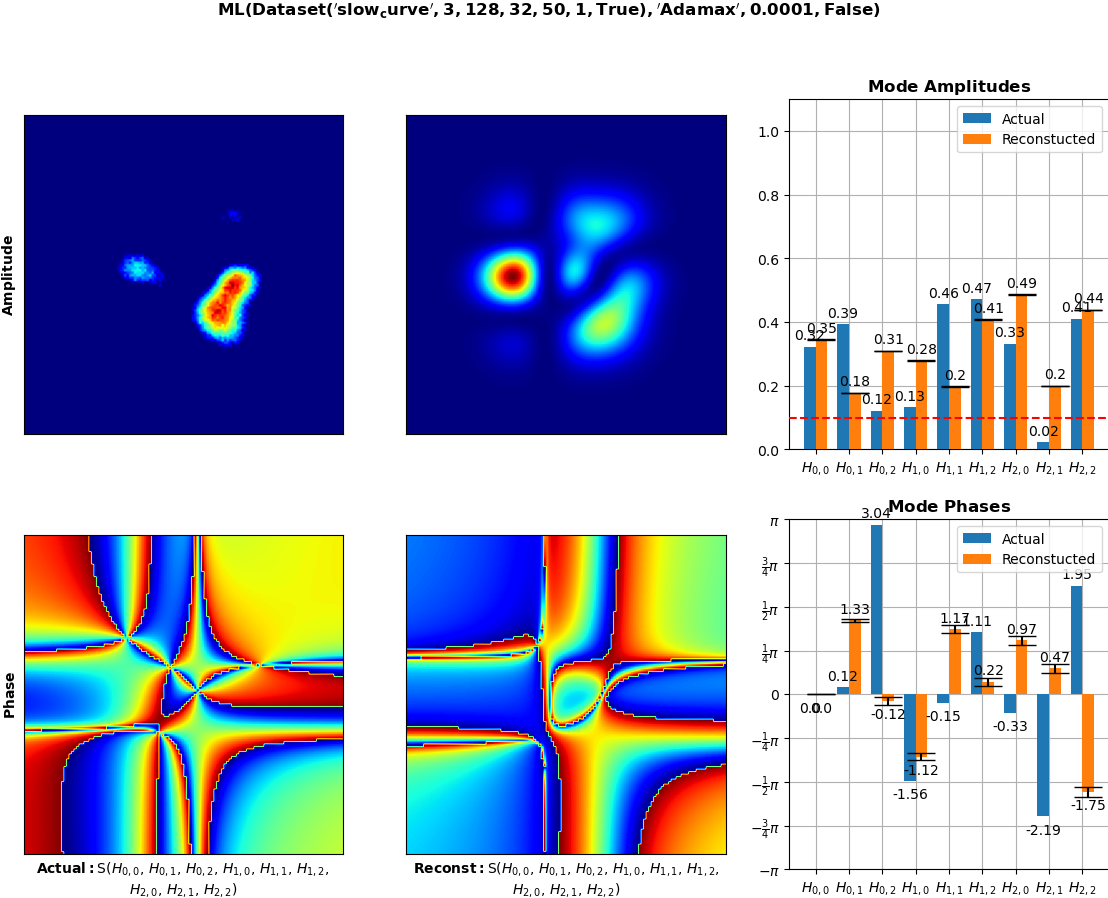 ML(Dataset('slow_curve', 3, 128, 32, 50, 1, True), 'Adamax', 0.0001, False)
Amplitude
Mode Amplitudes
Actual
Reconstucted
1.0
0.8
0.6
0.4
0.2
0.0
0.32
0.35
0.39
0.18
0.12
0.31
0.13
0.28
0.46
0.2
0.47
0.41
0.33
0.49
0.02
0.2
0.41
0.44
H0,0 H0,1 H0,2 H1,0 H1,1 H1,2 H2,0 H2,1 H2,2
Phase
Mode Phases
Actual
Reconstucted
π
3/4π
1/2π
1/4π
0
−1/4π
−1/2π
−3/4π
−π
0.0
0.0
0.12
1.33
3.04
-0.12
-1.56
-1.12
-0.15
1.17
1.11
0.22
-0.33
0.97
-2.19
0.47
1.95
-1.75
H0,0 H0,1 H0,2 H1,0 H1,1 H1,2 H2,0 H2,1 H2,2
Actual: S(H0,0, H0,1, H0,2, H1,0, H1,1, H1,2,
H2,0, H2,1, H2,2)
Reconst: S(H0,0, H0,1, H0,2, H1,0, H1,1, H1,2,
H2,0, H2,1, H2,2)